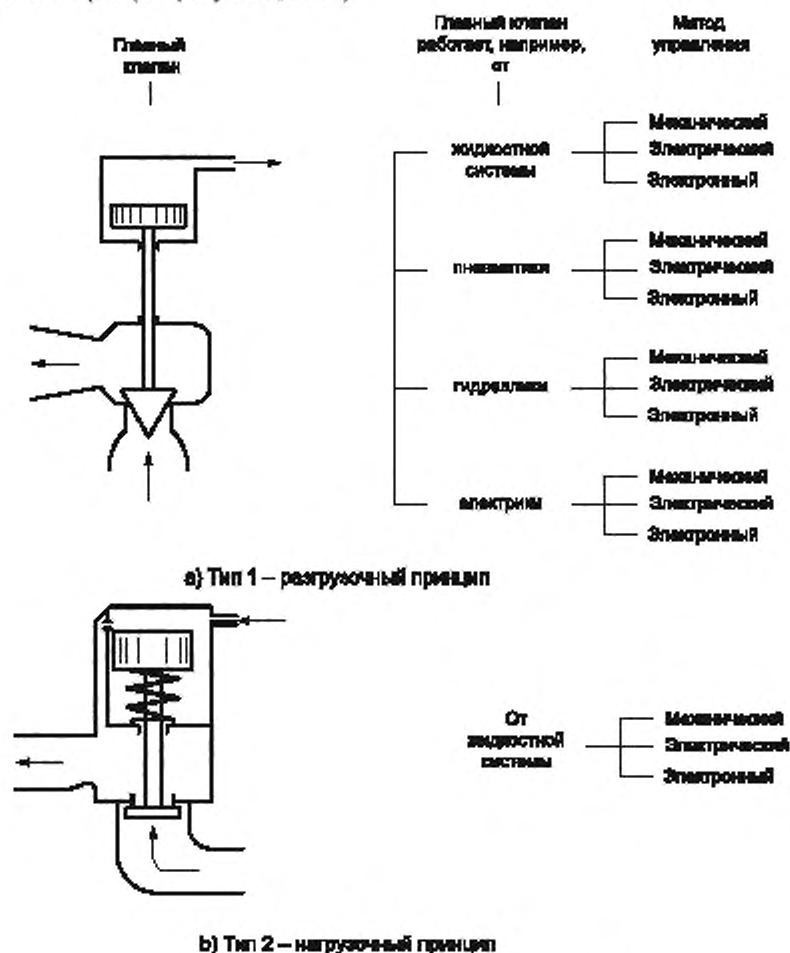 Главный
клапан
Главный клапан
работает, например,
от
Метод
управления
жидкостной
системы
Механический
Электрический
Электронный
пневматики
Механический
Электрический
Электронный
гидравлики
Механический
Электрический
Электронный
электрики
Механический
Электрический
Электронный
а) Тип 1 – разгрузочный принцип
От
жидкостной
системы
Механический
Электрический
Электронный
b) Тип 2 – нагрузочный принцип